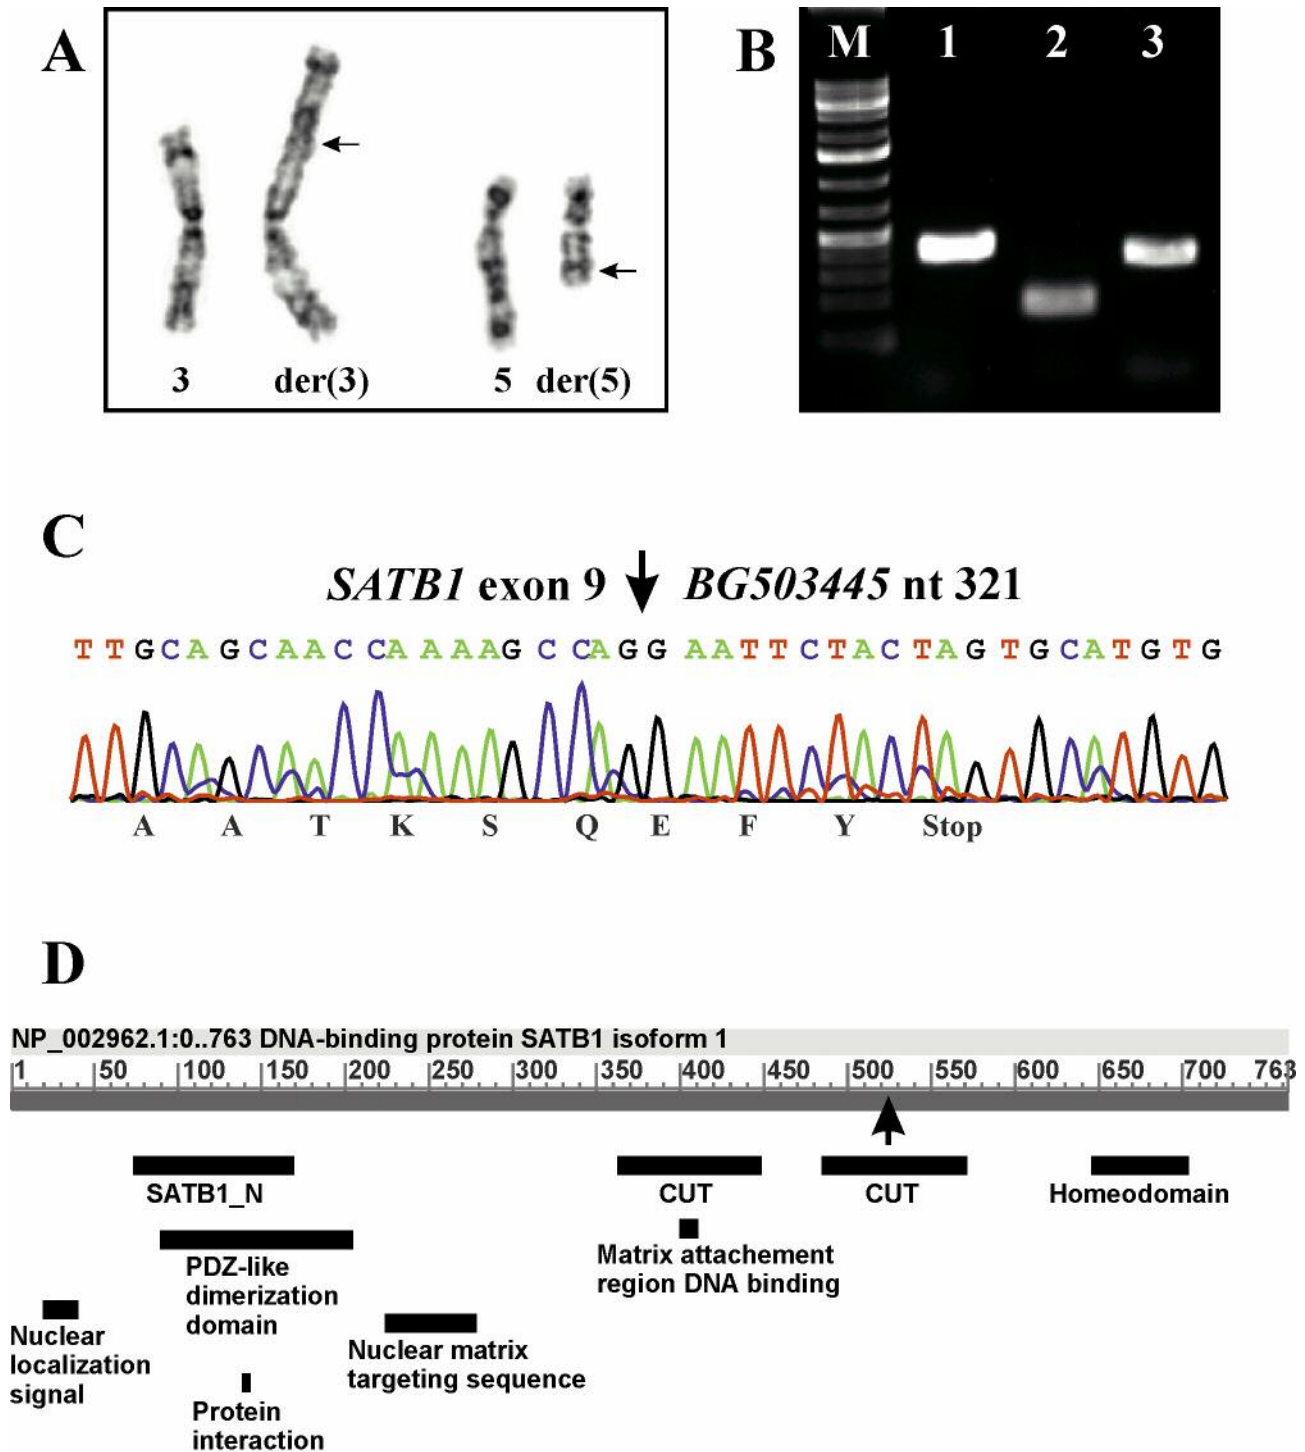 A
3
der(3)
5
der(5)
B
M
1
2
3
C
SATB1 exon 9
BG503445 nt 321
T T G C A G C A A C C A A A A G C C A G G A A T T C T A C T A G T G C A T G T G
A A T K S Q E F Y Stop
D
NP_002962.1:0..763 DNA-binding protein SATB1 isoform 1
1 50 100 150 200 250 300 350 400 450 500 550 600 650 700 763
SATB1_N
CUT
CUT
Homeodomain
PDZ-like
dimerization
domain
Matrix attachement
region DNA binding
Nuclear
localization
signal
Nuclear matrix
targeting sequence
Protein
interaction